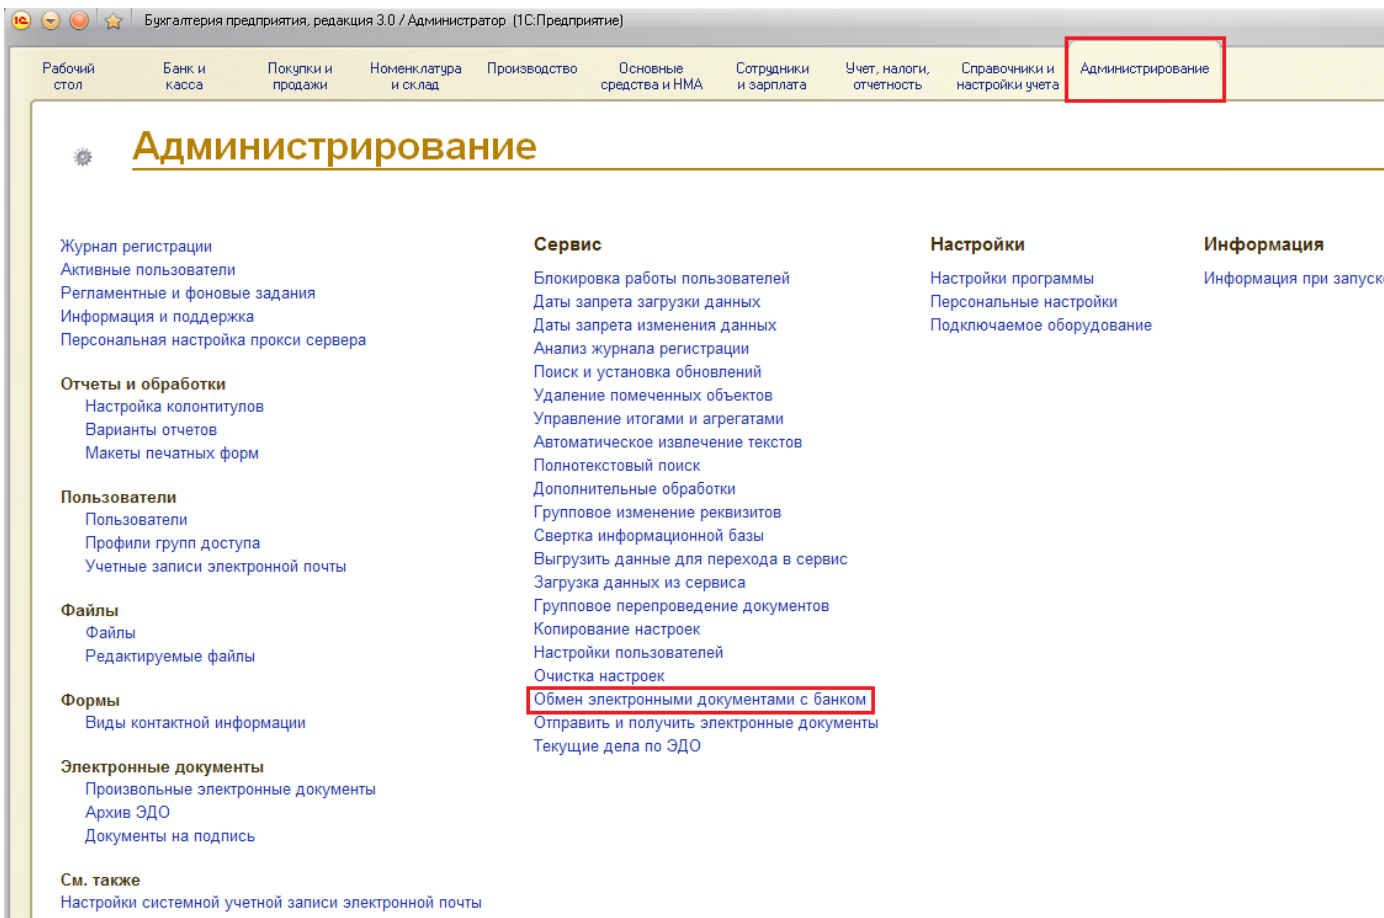 1С Бухгалтерия предприятия, редакция 3.0 / Администратор (1С:Предприятие)
Рабочий стол
Банк и касса
Покупки и продажи
Номенклатура и склад
Производство
Основные средства и НМА
Сотрудники и зарплата
Учет, налоги, отчетность
Справочники и настройки учета
Администрирование
Администрирование
Журнал регистрации
Активные пользователи
Регламентные и фоновые задания
Информация и поддержка
Персональная настройка прокси сервера
Отчеты и обработки
Настройка колонтитулов
Варианты отчетов
Макеты печатных форм
Пользователи
Пользователи
Профили групп доступа
Учетные записи электронной почты
Файлы
Файлы
Редактируемые файлы
Формы
Виды контактной информации
Электронные документы
Произвольные электронные документы
Архив ЭДО
Документы на подпись
См. также
Настройки системной учетной записи электронной почты
Сервис
Блокировка работы пользователей
Даты запрета загрузки данных
Даты запрета изменения данных
Анализ журнала регистрации
Поиск и установка обновлений
Удаление помеченных объектов
Управление итогами и агрегатами
Автоматическое извлечение текстов
Полнотекстовый поиск
Дополнительные обработки
Групповое изменение реквизитов
Свертка информационной базы
Выгрузить данные для перехода в сервис
Загрузка данных из сервиса
Групповое перепроведение документов
Копирование настроек
Настройки пользователей
Очистка настроек
Обмен электронными документами с банком
Отправить и получить электронные документы
Текущие дела по ЭДО
Настройки
Настройки программы
Персональные настройки
Подключаемое оборудование
Информация
Информация при запуск